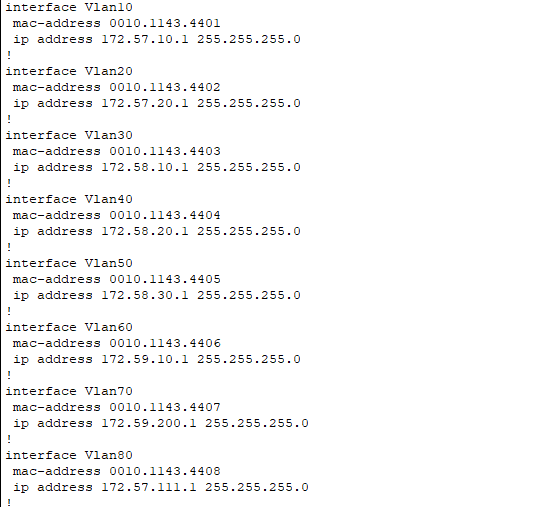 interface Vlan10
 mac-address 0010.1143.4401
 ip address 172.57.10.1 255.255.255.0
!
interface Vlan20
 mac-address 0010.1143.4402
 ip address 172.57.20.1 255.255.255.0
!
interface Vlan30
 mac-address 0010.1143.4403
 ip address 172.58.10.1 255.255.255.0
!
interface Vlan40
 mac-address 0010.1143.4404
 ip address 172.58.20.1 255.255.255.0
!
interface Vlan50
 mac-address 0010.1143.4405
 ip address 172.58.30.1 255.255.255.0
!
interface Vlan60
 mac-address 0010.1143.4406
 ip address 172.59.10.1 255.255.255.0
!
interface Vlan70
 mac-address 0010.1143.4407
 ip address 172.59.200.1 255.255.255.0
!
interface Vlan80
 mac-address 0010.1143.4408
 ip address 172.57.111.1 255.255.255.0
!